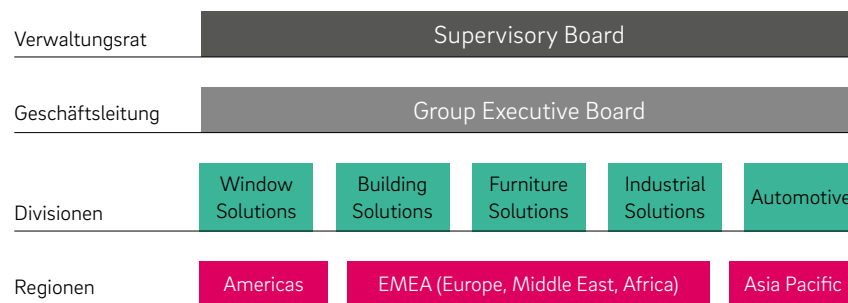 Verwaltungsrat
Supervisory Board
Geschäftsleitung
Group Executive Board
Divisionen
Window
Solutions
Building
Solutions
Furniture
Solutions
Industrial
Solutions
Automotive
Regionen
Americas
EMEA (Europe, Middle East, Africa)
Asia Pacific